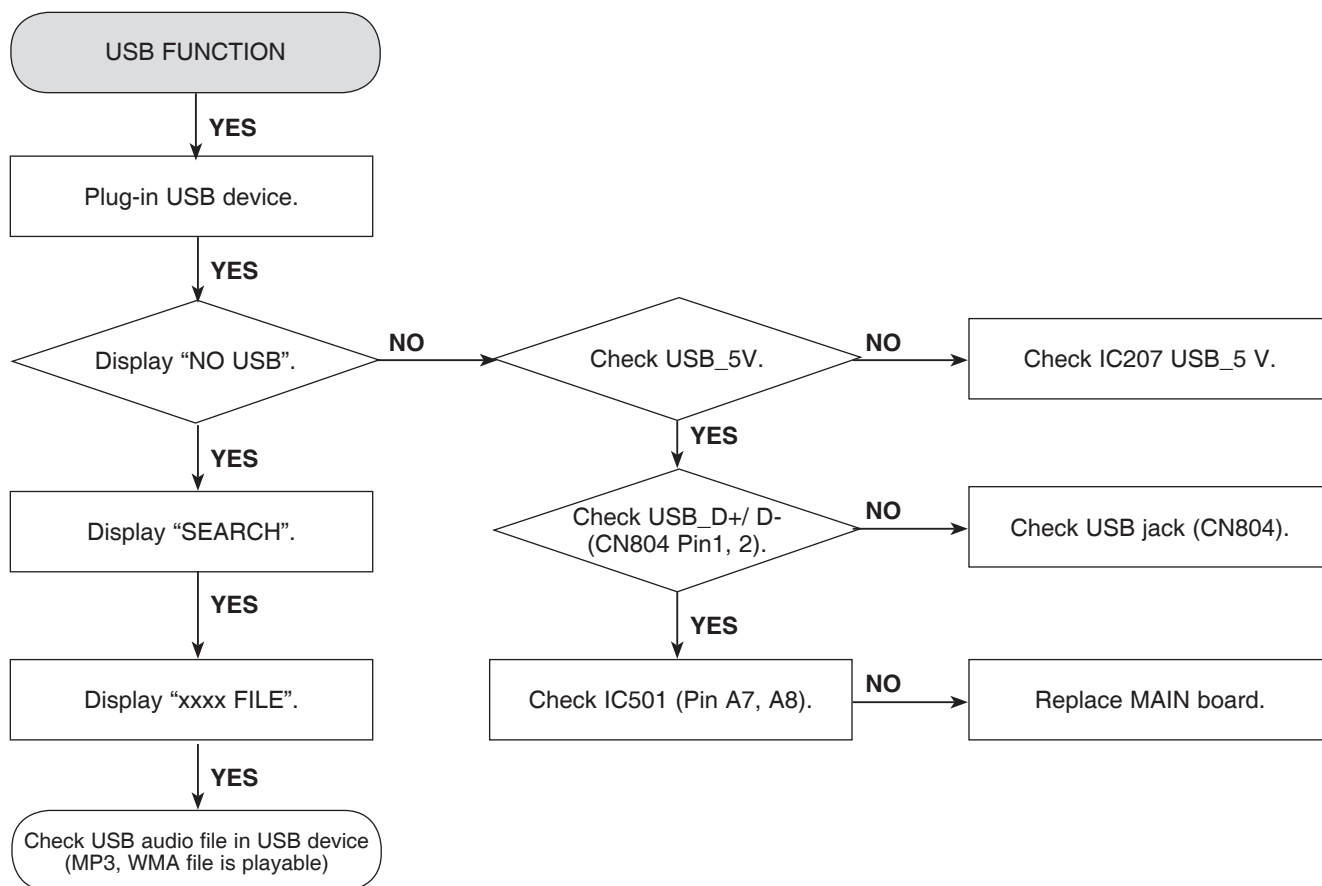 USB FUNCTION
YES
Plug-in USB device.
YES
Display “NO USB”.
NO
Check USB_5V.
NO
Check IC207 USB_5 V.
YES
YES
Display “SEARCH”.
Check USB_D+/ D-
(CN804 Pin1, 2).
NO
Check USB jack (CN804).
YES
YES
Display “xxxx FILE”.
Check IC501 (Pin A7, A8).
NO
Replace MAIN board.
YES
Check USB audio file in USB device
(MP3, WMA file is playable)